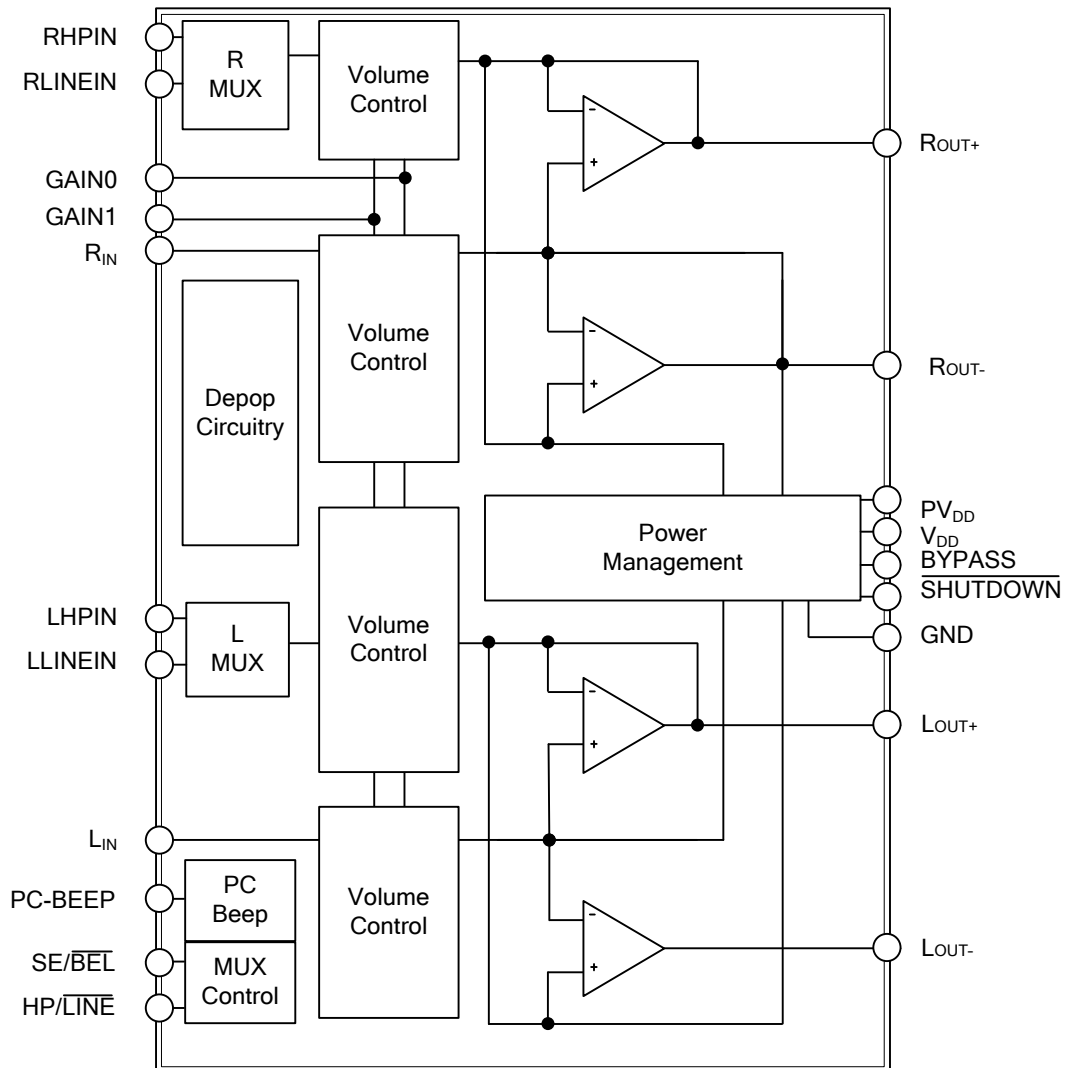 RHPIN
RLINEIN
R
MUX
Volume
Control
-
+
ROUT+
GAIN0
GAIN1
RIN
Volume
Control
-
+
ROUT-
Depop
Circuitry
Power
Management
PVDD
VDD
BYPASS
SHUTDOWN
GND
LHPIN
LLINEIN
L
MUX
Volume
Control
-
+
LOUT+
LIN
Volume
Control
-
+
LOUT-
PC-BEEP
PC
Beep
SE/BEL
HP/LINE
MUX
Control